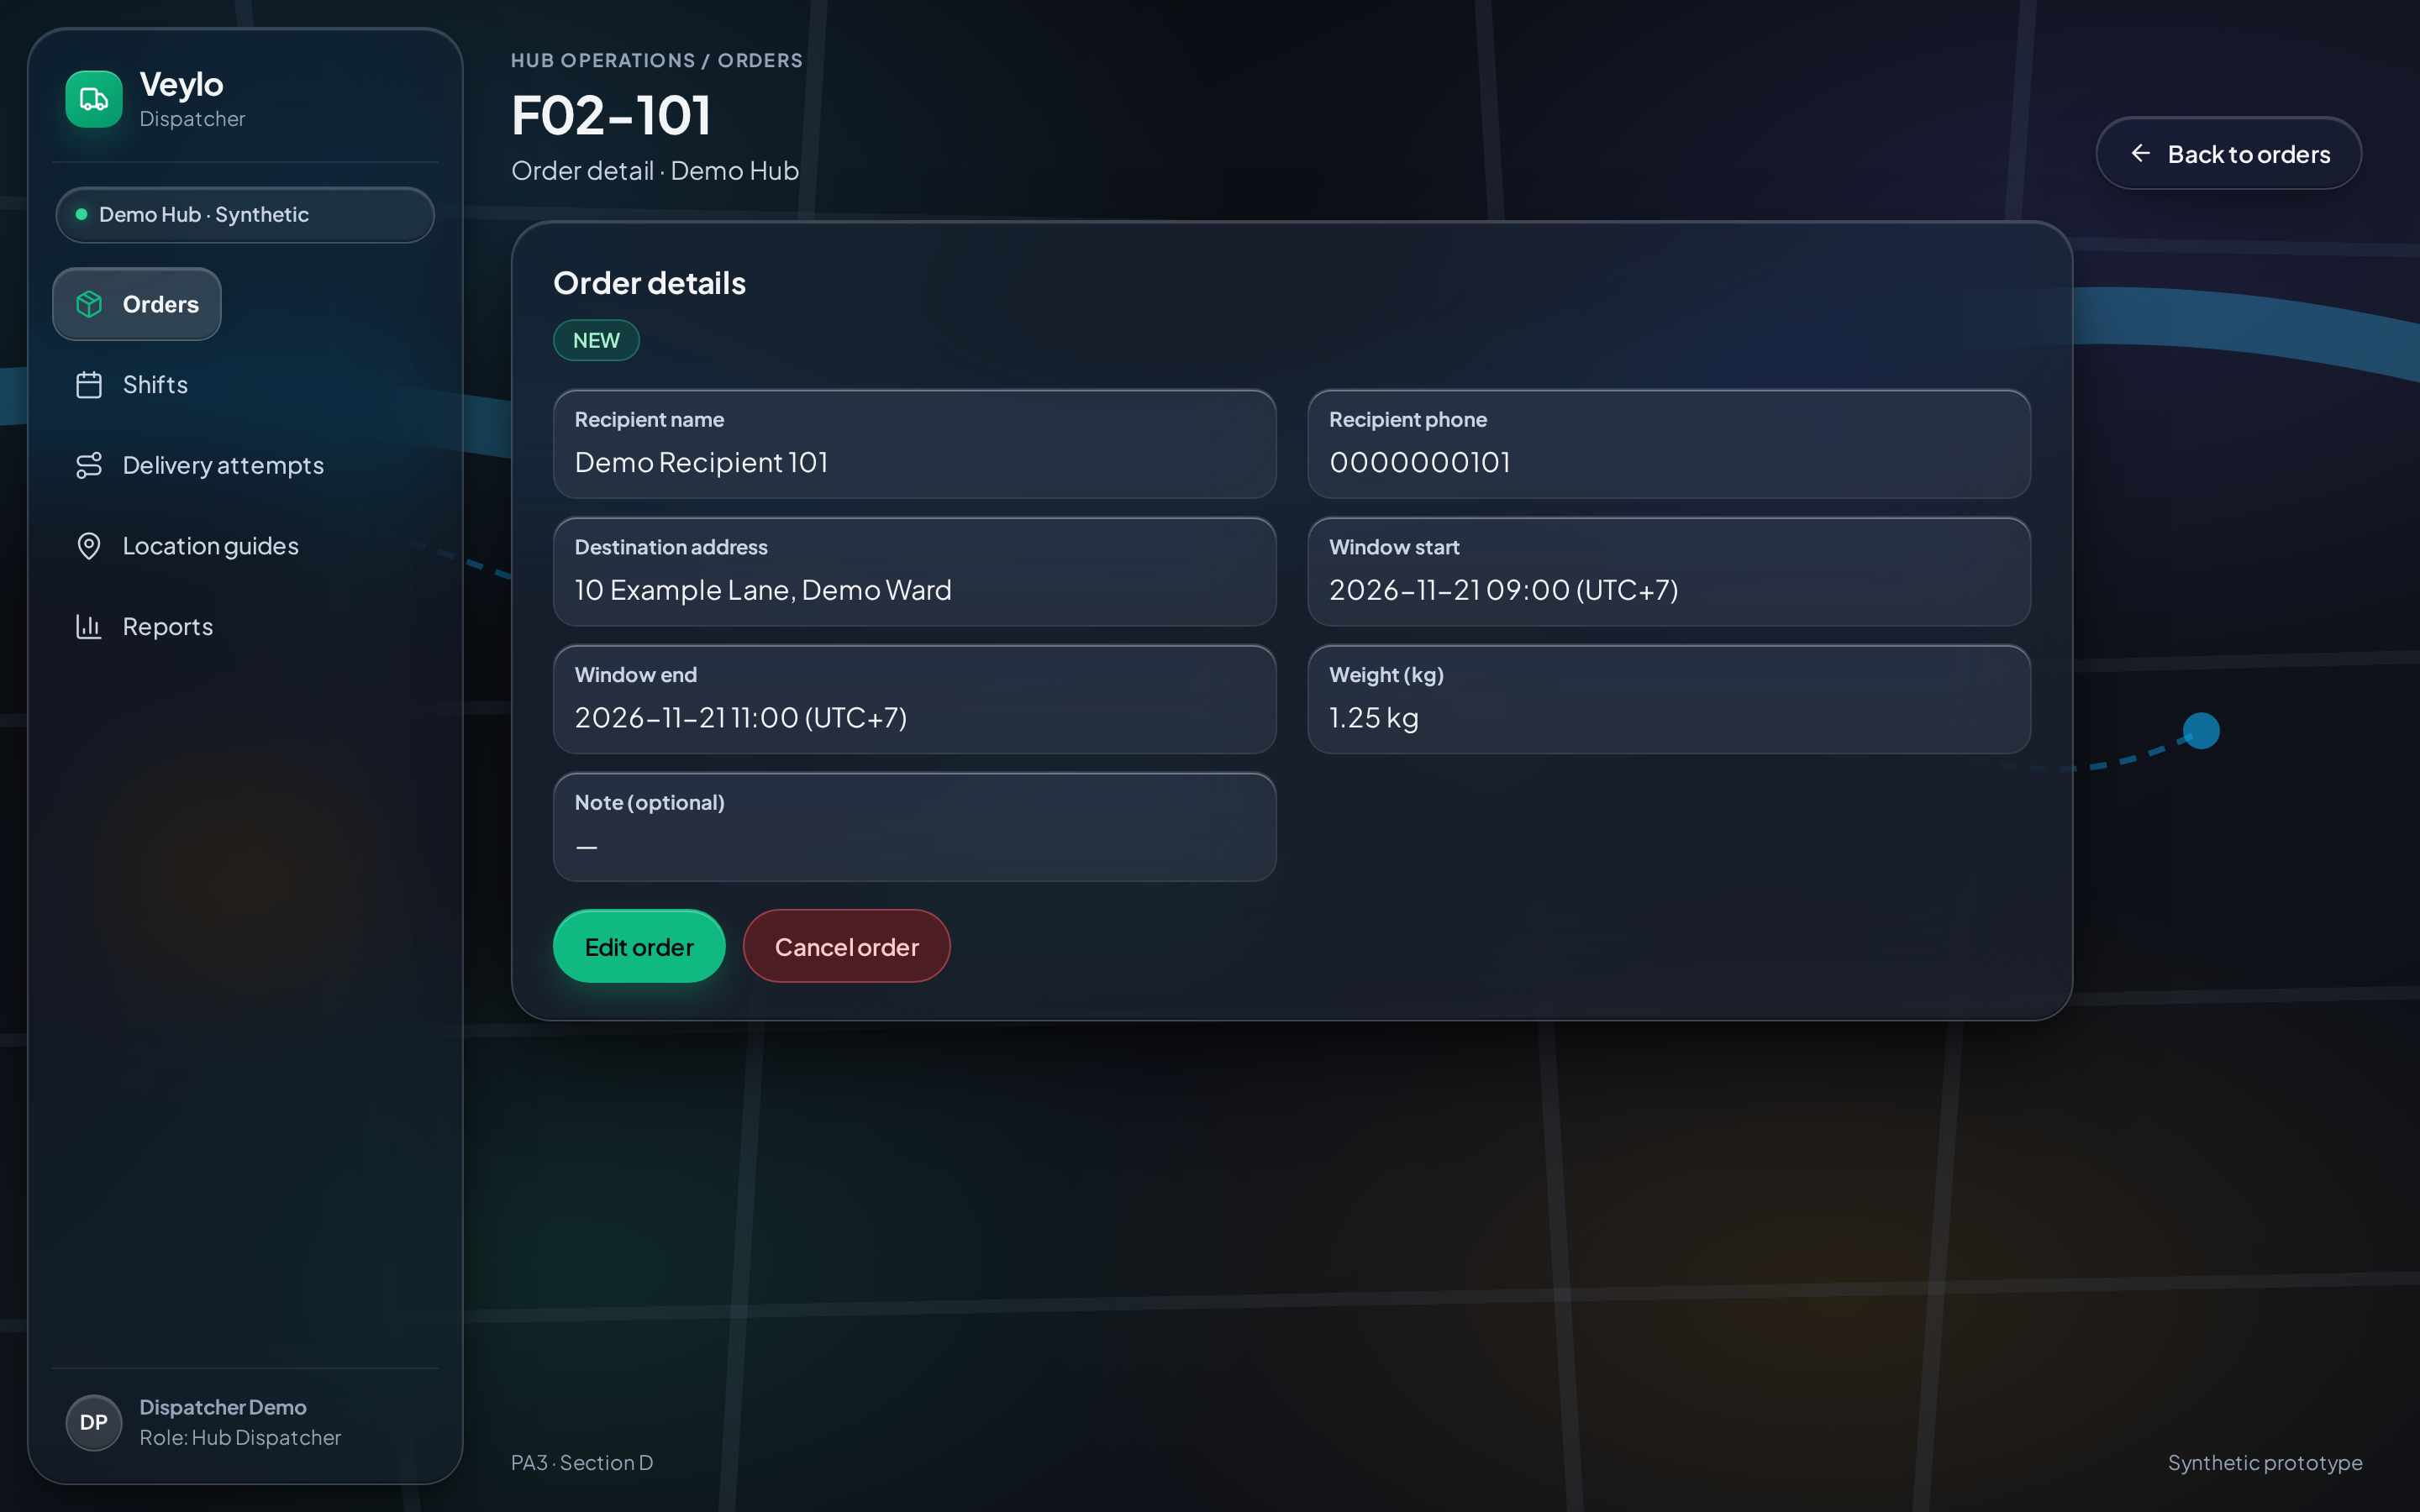 Veylo
Dispatcher
Demo Hub · Synthetic
Orders
Shifts
Delivery attempts
Location guides
Reports
DP
Dispatcher Demo
Role: Hub Dispatcher
HUB OPERATIONS / ORDERS
F02-101
Order detail · Demo Hub
Back to orders
Order details
NEW
Recipient name
Demo Recipient 101
Recipient phone
0000000101
Destination address
10 Example Lane, Demo Ward
Window start
2026-11-21 09:00 (UTC+7)
Window end
2026-11-21 11:00 (UTC+7)
Weight (kg)
1.25 kg
Note (optional)
—
Edit order
Cancel order
PA3 · Section D
Synthetic prototype